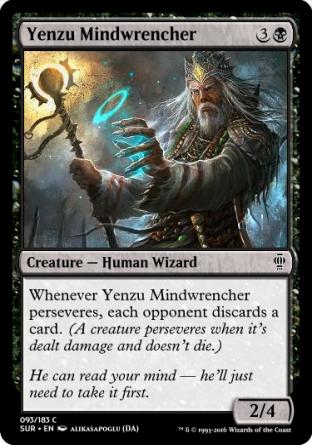 Yenzu Mindwrencher 3
Creature — Human Wizard
Whenever Yenzu Mindwrencher
perseveres, each opponent discards a
card. (A creature perseveres when it's
dealt damage and doesn't die.)
He can read your mind — he'll just
need to take it first.
2/4
093/183 C
SUR • EN ALIKASAPOGLU (DA)
™ & © 1993-2016 Wizards of the Coast